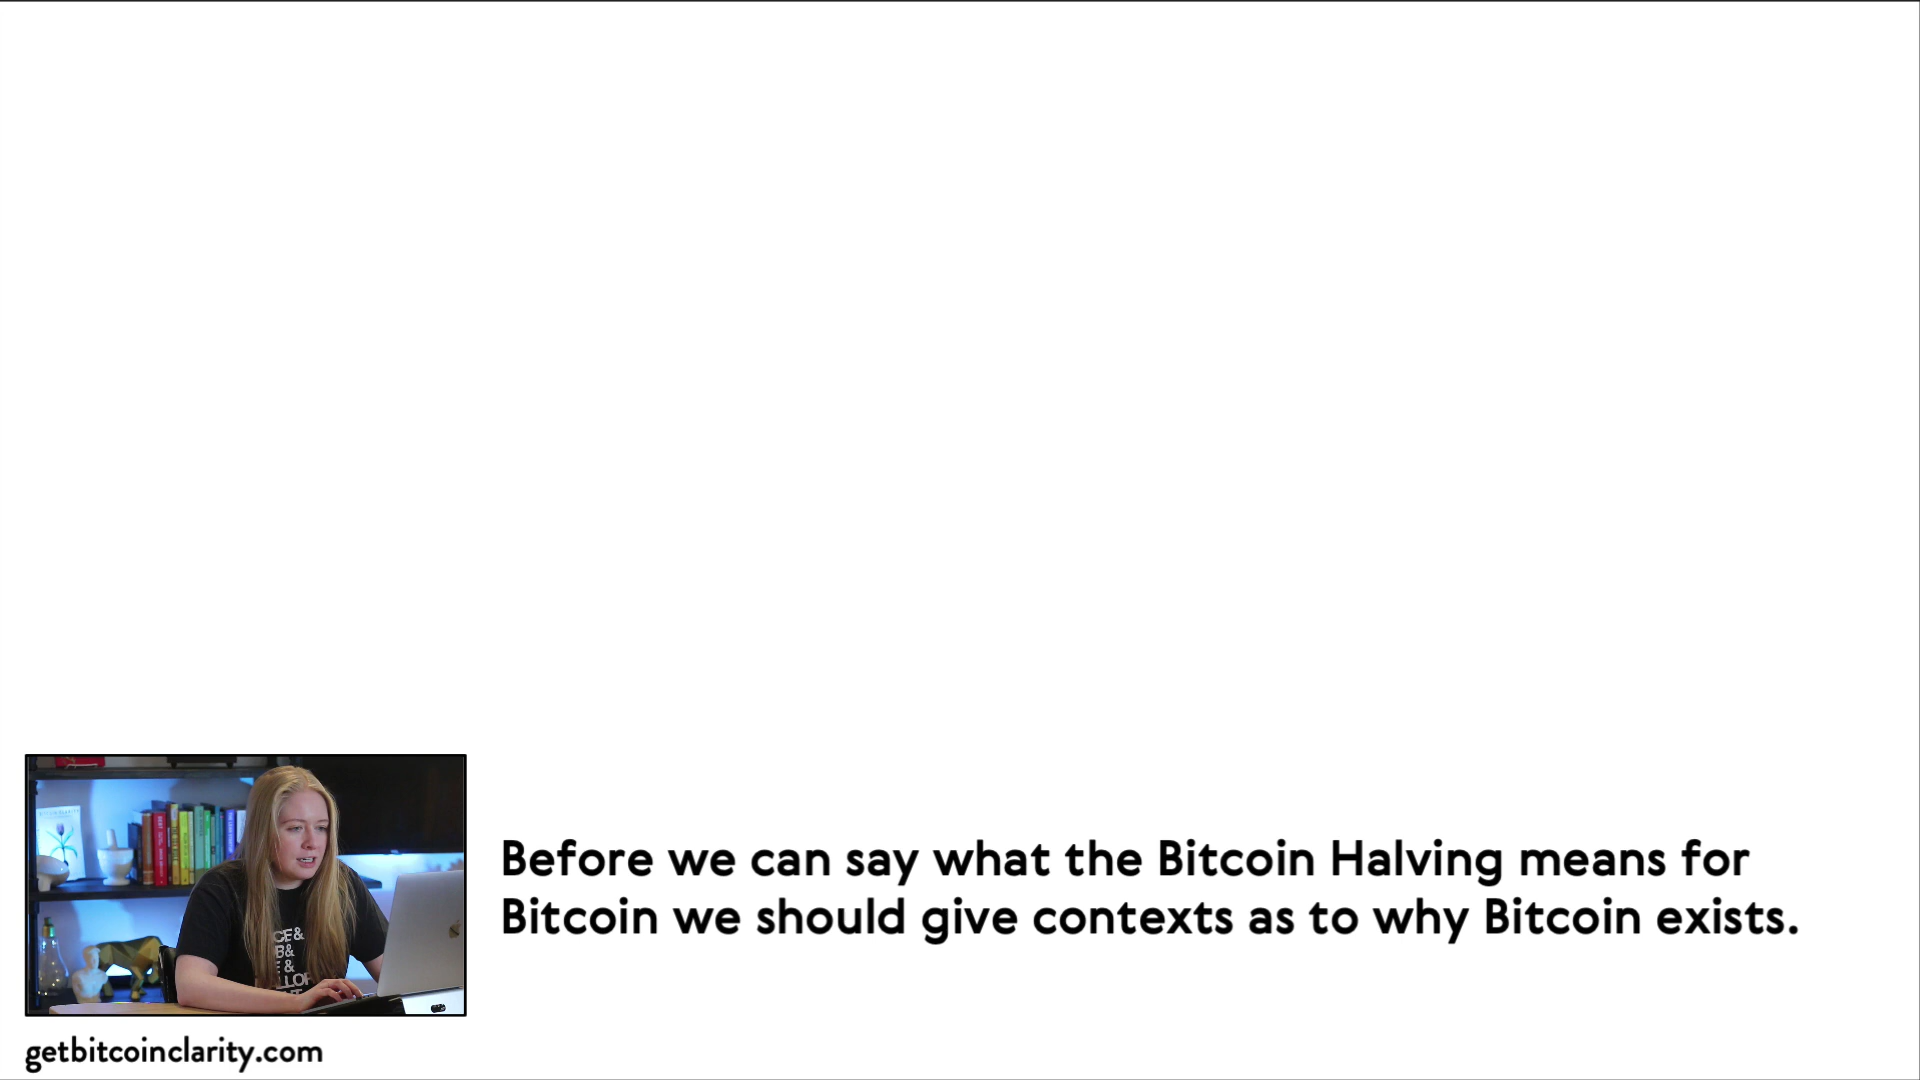 Before we can say what the Bitcoin Halving means for
Bitcoin we should give contexts as to why Bitcoin exists.
getbitcoinclarity.com